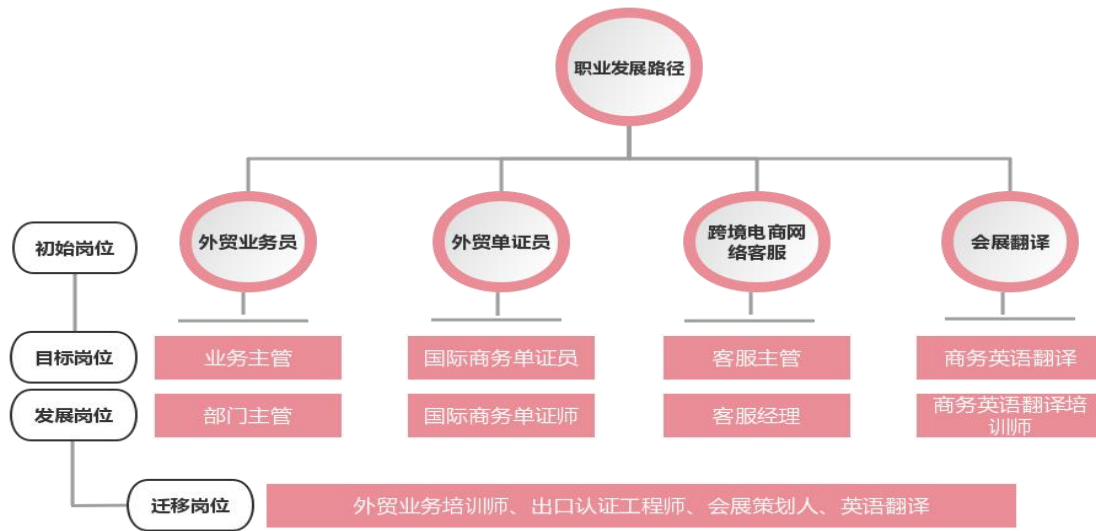 职业发展路径
初始岗位
外贸业务员
外贸单证员
跨境电商网
络客服
会展翻译
目标岗位
业务主管
国际商务单证员
客服主管
商务英语翻译
发展岗位
部门主管
国际商务单证师
客服经理
商务英语翻译培
训师
迁移岗位
外贸业务培训师、出口认证工程师、会展策划人、英语翻译